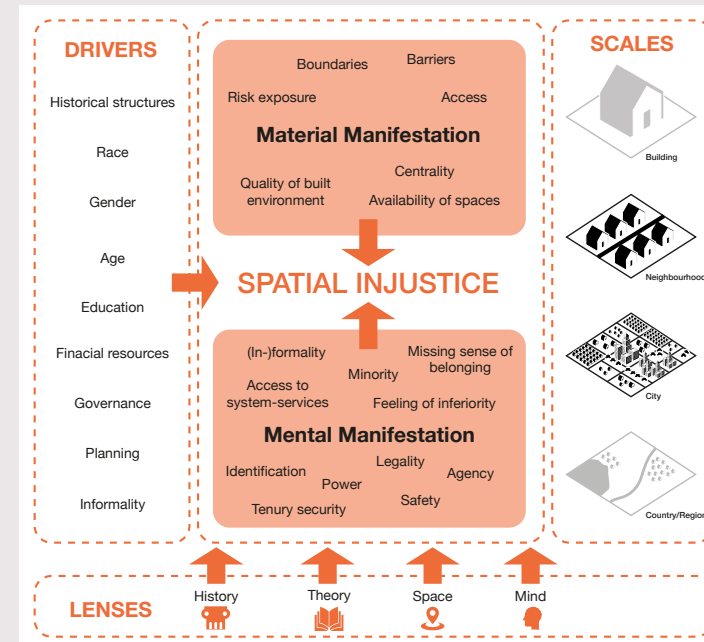 DRIVERS
Historical structures
Race
Gender
Age
Education
Finacial resources
Governance
Planning
Informality
Boundaries
Barriers
Risk exposure
Access
Material Manifestation
Centrality
Quality of built
environment
Availability of spaces
SPATIAL INJUSTICE
(In-)formality
Missing sense of
belonging
Minority
Access to
system-services
Feeling of inferiority
Mental Manifestation
Legality
Identification
Agency
Power
Safety
Tenury security
SCALES
Building
Neighbourhood
City
Country/Region
LENSES
History
Theory
Space
Mind